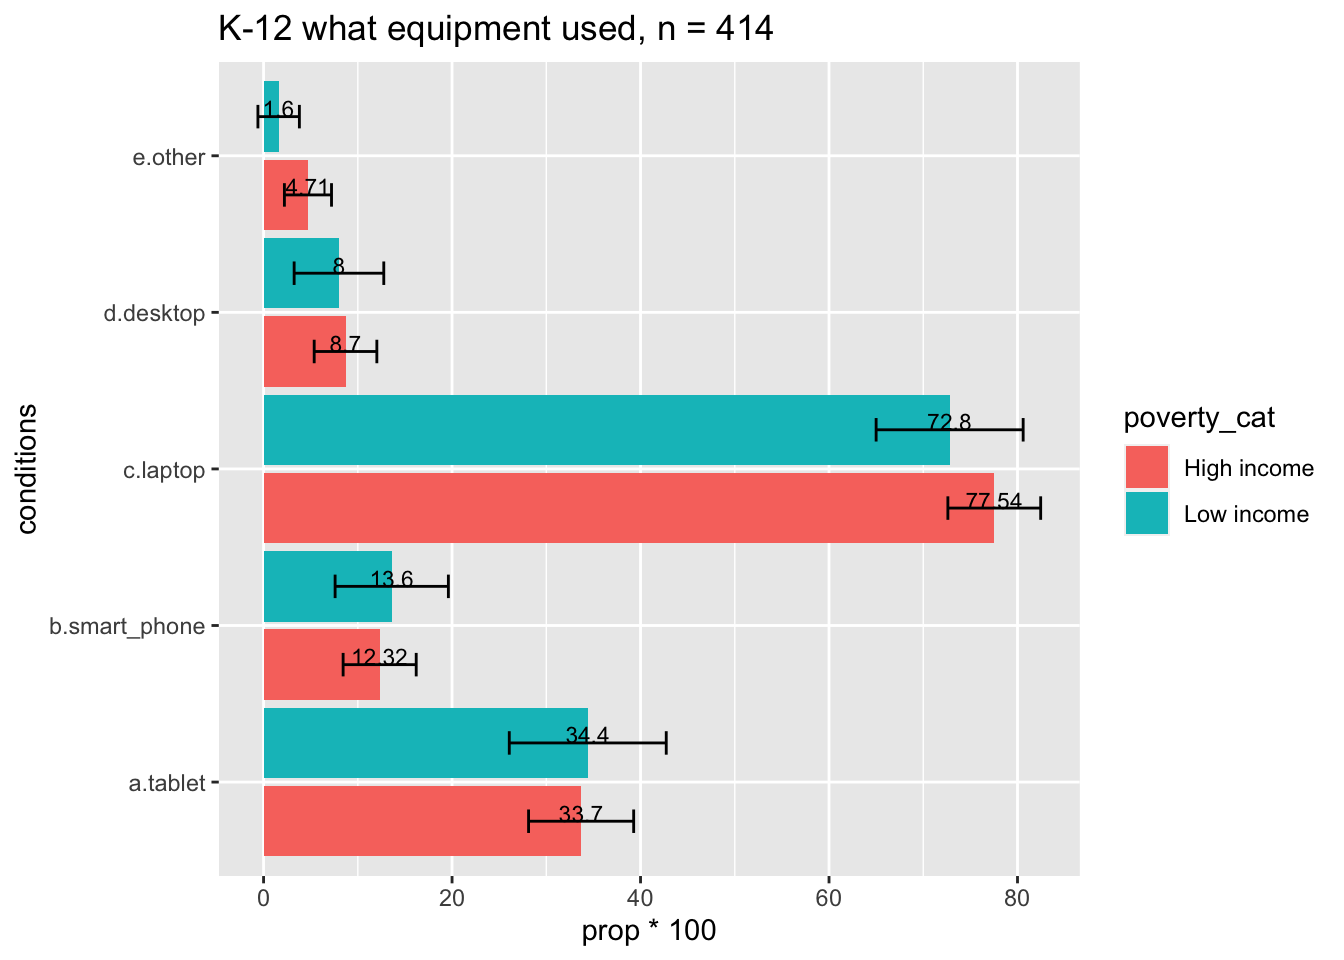 K-12 what equipment used, n = 414
conditions
e.other
d.desktop
c.laptop
b.smart_phone
a.tablet
1.6
4.71
8
8.7
72.8
77.54
13.6
12.32
34.4
33.7
0 20 40 60 80
prop * 100
poverty_cat
High income
Low income